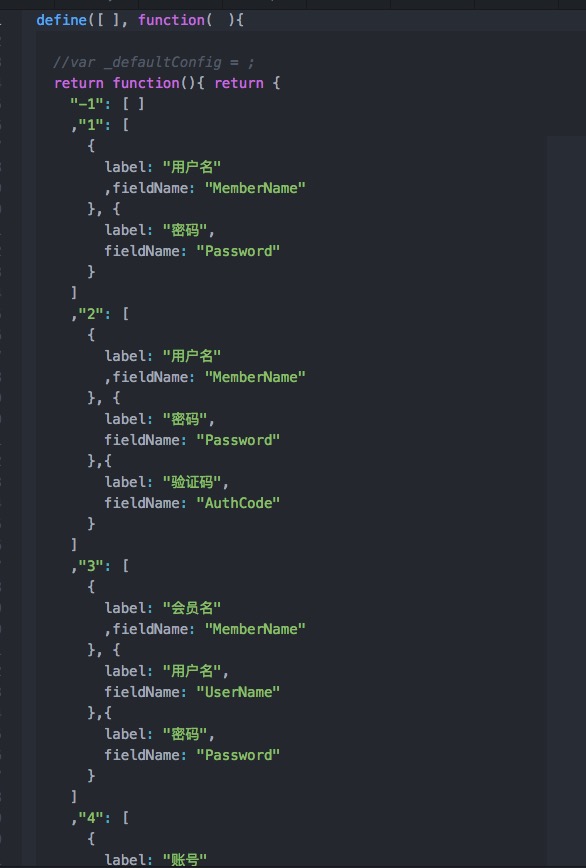 define([ ], function(  ){
//var _defaultConfig = ;
return function(){ return {
"-1": [ ]
,"1": [
{
label: "用户名"
,fieldName: "MemberName"
}, {
label: "密码",
fieldName: "Password"
}
]
,"2": [
{
label: "用户名"
,fieldName: "MemberName"
}, {
label: "密码",
fieldName: "Password"
},{
label: "验证码",
fieldName: "AuthCode"
}
]
,"3": [
{
label: "会员名"
,fieldName: "MemberName"
}, {
label: "用户名",
fieldName: "UserName"
},{
label: "密码",
fieldName: "Password"
}
]
,"4": [
{
label: "账号"